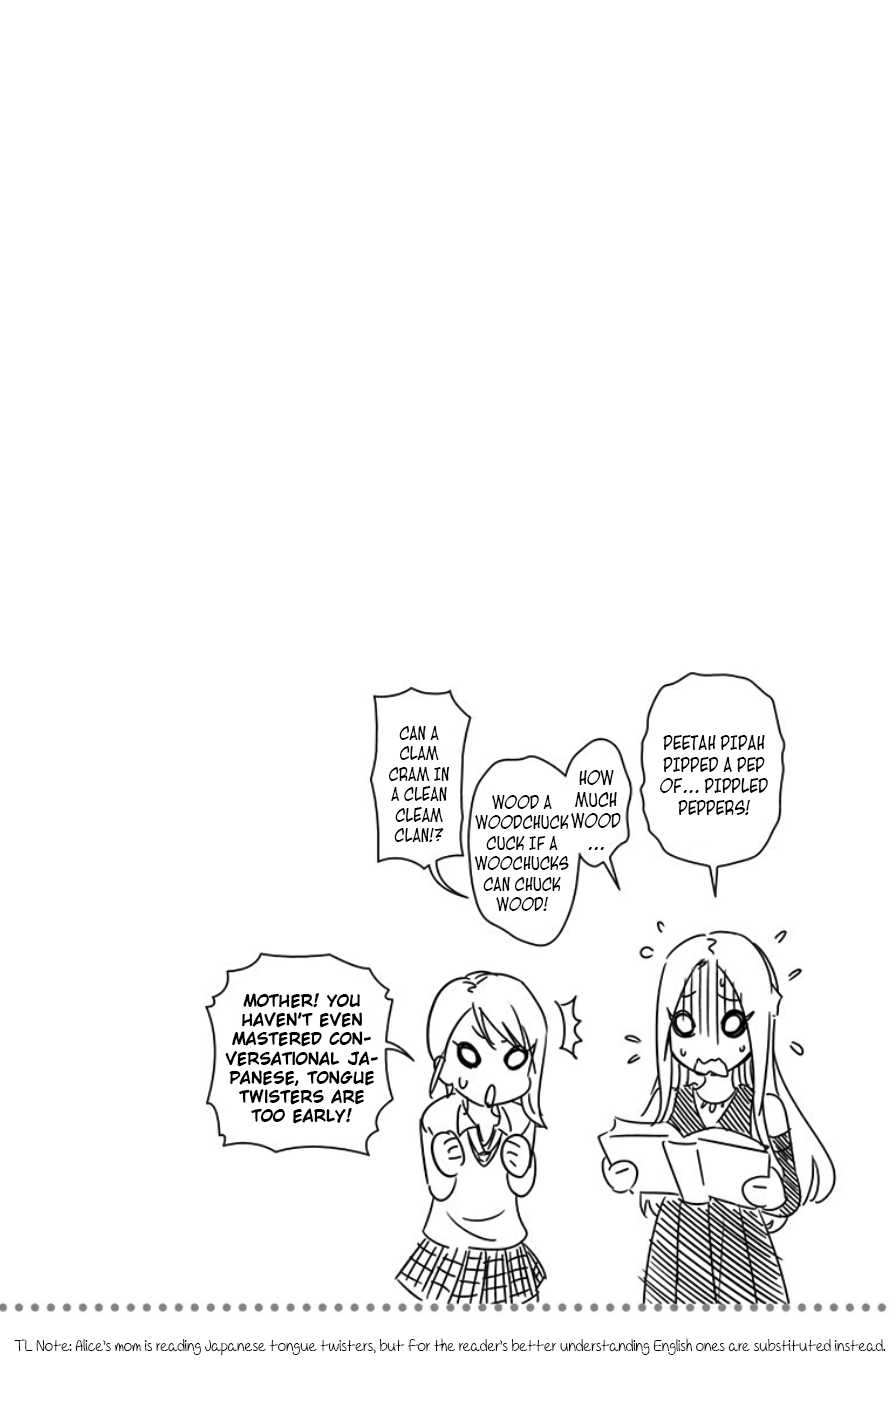 PEETAH PIPAH
PIPPED A PEP
OF... PIPPLED
PEPPERS!
HOW
MUCH
WOOD
...
WOOD A
WOODCHUCK
CUCK IF A
WOOCHUCKS
CAN CHUCK
WOOD!
CAN A
CLAM
CRAM IN
A CLEAN
CLEAM
CLAN!?
MOTHER! YOU
HAVEN'T EVEN
MASTERED CON-
VERSATIONAL JA-
PANESE, TONGUE
TWISTERS ARE
TOO EARLY!
TL Note: Alice's mom is reading Japanese tongue twisters, but for the reader's better understanding English ones are substituted instead.